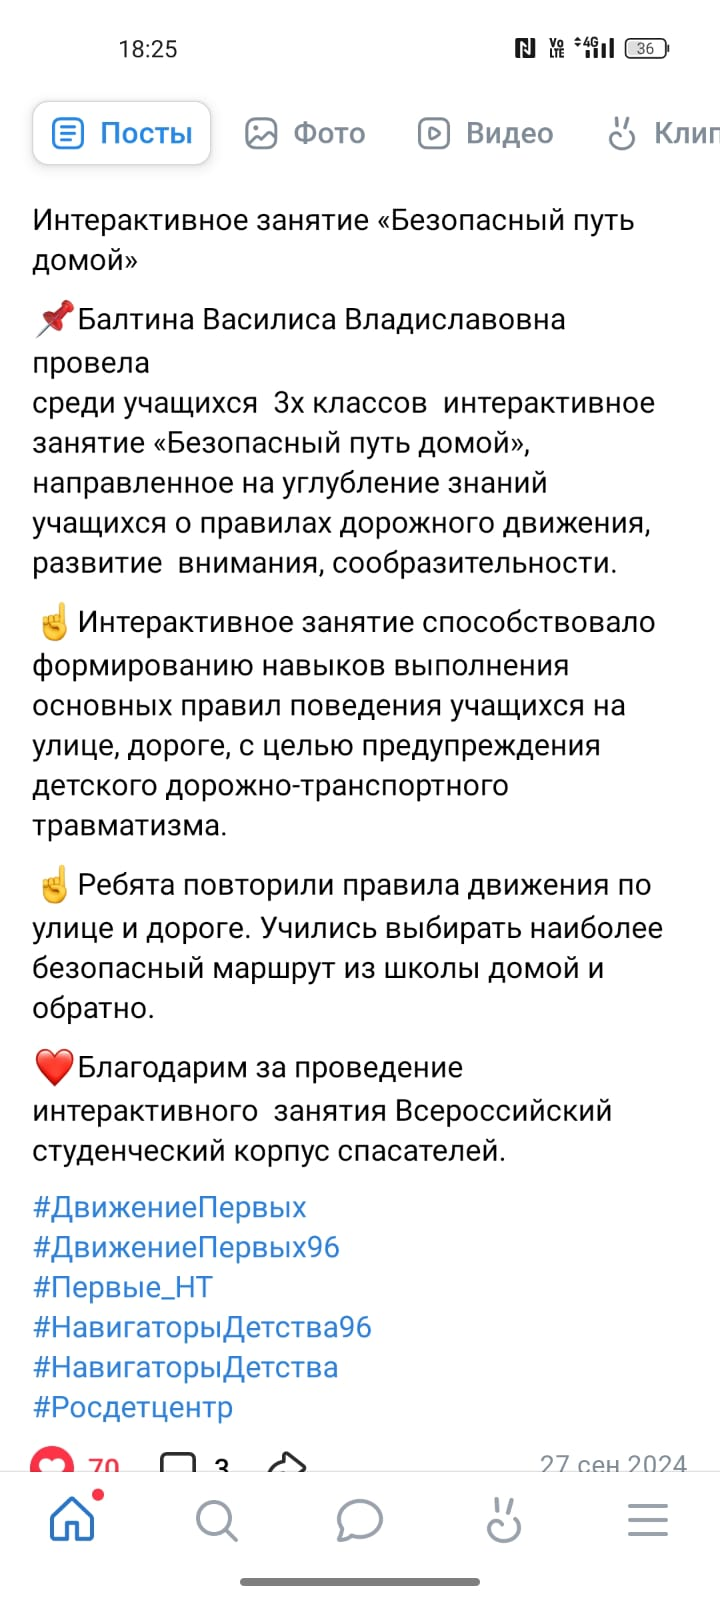 18:25
Vo LTE 4G 36
Посты Фото Видео Клип
Интерактивное занятие «Безопасный путь
домой»
📌Балтина Василиса Владиславовна
провела
среди учащихся  3х классов  интерактивное
занятие «Безопасный путь домой»,
направленное на углубление знаний
учащихся о правилах дорожного движения,
развитие  внимания, сообразительности.
☝Интерактивное занятие способствовало
формированию навыков выполнения
основных правил поведения учащихся на
улице, дороге, с целью предупреждения
детского дорожно-транспортного
травматизма.
☝Ребята повторили правила движения по
улице и дороге. Учились выбирать наиболее
безопасный маршрут из школы домой и
обратно.
❤Благодарим за проведение
интерактивного  занятия Всероссийский
студенческий корпус спасателей.
#ДвижениеПервых
#ДвижениеПервых96
#Первые_НТ
#НавигаторыДетства96
#НавигаторыДетства
#Росдетцентр
70 3 27 сен 2024